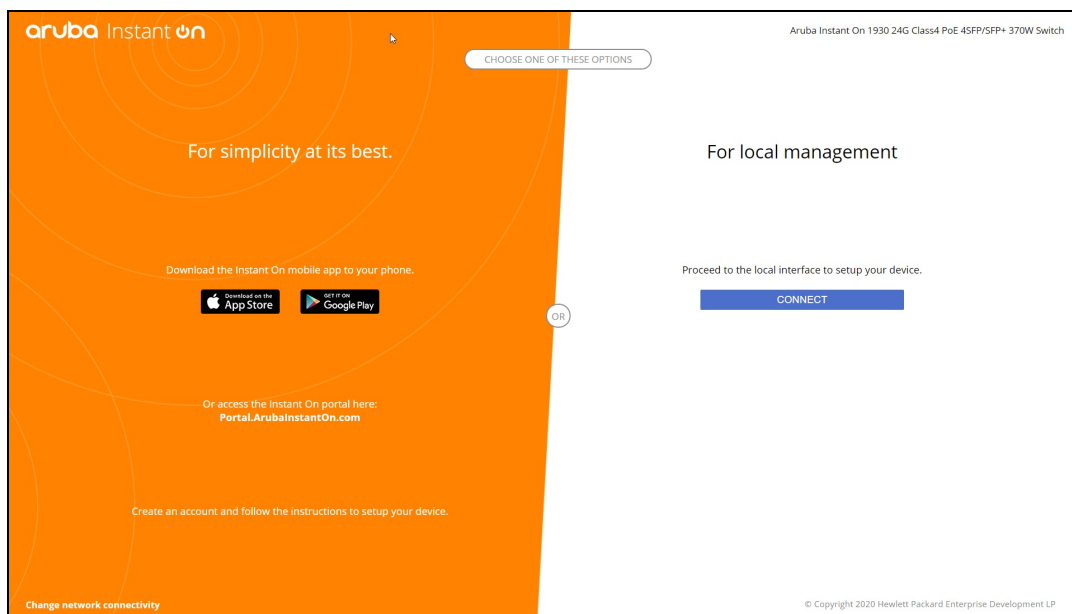 aruba Instant on
Aruba Instant On 1930 24G Class4 PoE 4SFP/SFP+ 370W Switch
CHOOSE ONE OF THESE OPTIONS
For simplicity at its best.
Download the Instant On mobile app to your phone.
Download on the
App Store
GET IT ON
Google Play
Or access the Instant On portal here:
Portal.ArubaInstantOn.com
Create an account and follow the instructions to setup your device.
Change network connectivity
OR
For local management
Proceed to the local interface to setup your device.
CONNECT
© Copyright 2020 Hewlett Packard Enterprise Development LP